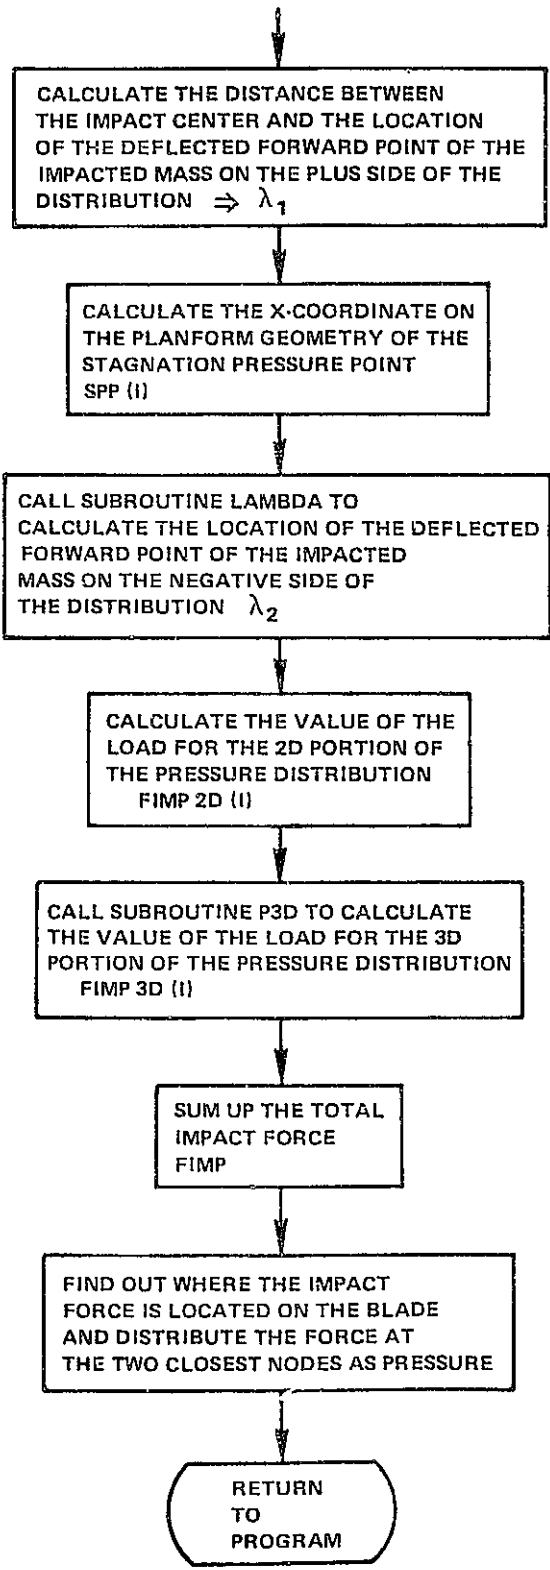 CALCULATE THE DISTANCE BETWEEN
THE IMPACT CENTER AND THE LOCATION
OF THE DEFLECTED FORWARD POINT OF THE
IMPACTED MASS ON THE PLUS SIDE OF THE
DISTRIBUTION ⇒ λ₁
CALCULATE THE X-COORDINATE ON
THE PLANFORM GEOMETRY OF THE
STAGNATION PRESSURE POINT
SPP (I)
CALL SUBROUTINE LAMBDA TO
CALCULATE THE LOCATION OF THE DEFLECTED
FORWARD POINT OF THE IMPACTED
MASS ON THE NEGATIVE SIDE OF
THE DISTRIBUTION λ₂
CALCULATE THE VALUE OF THE
LOAD FOR THE 2D PORTION OF
THE PRESSURE DISTRIBUTION
FIMP 2D (I)
CALL SUBROUTINE P3D TO CALCULATE
THE VALUE OF THE LOAD FOR THE 3D
PORTION OF THE PRESSURE DISTRIBUTION
FIMP 3D (I)
SUM UP THE TOTAL
IMPACT FORCE
FIMP
FIND OUT WHERE THE IMPACT
FORCE IS LOCATED ON THE BLADE
AND DISTRIBUTE THE FORCE AT
THE TWO CLOSEST NODES AS PRESSURE
RETURN
TO
PROGRAM